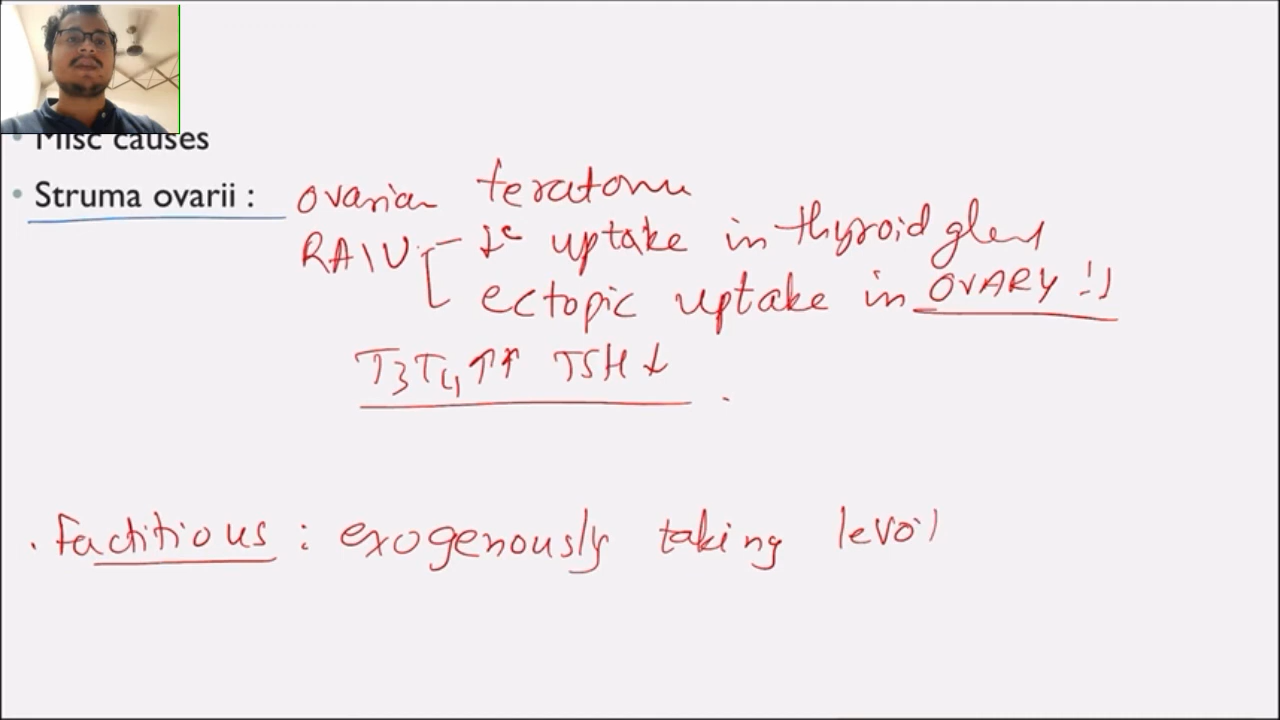 • Misc causes
• Struma ovarii : ovarian teratoma
RAIU - ↓e uptake in thyroid gland
ectopic uptake in OVARY !!
T3T4 ↑↑ TSH ↓
. Factitious : exogenously taking levo